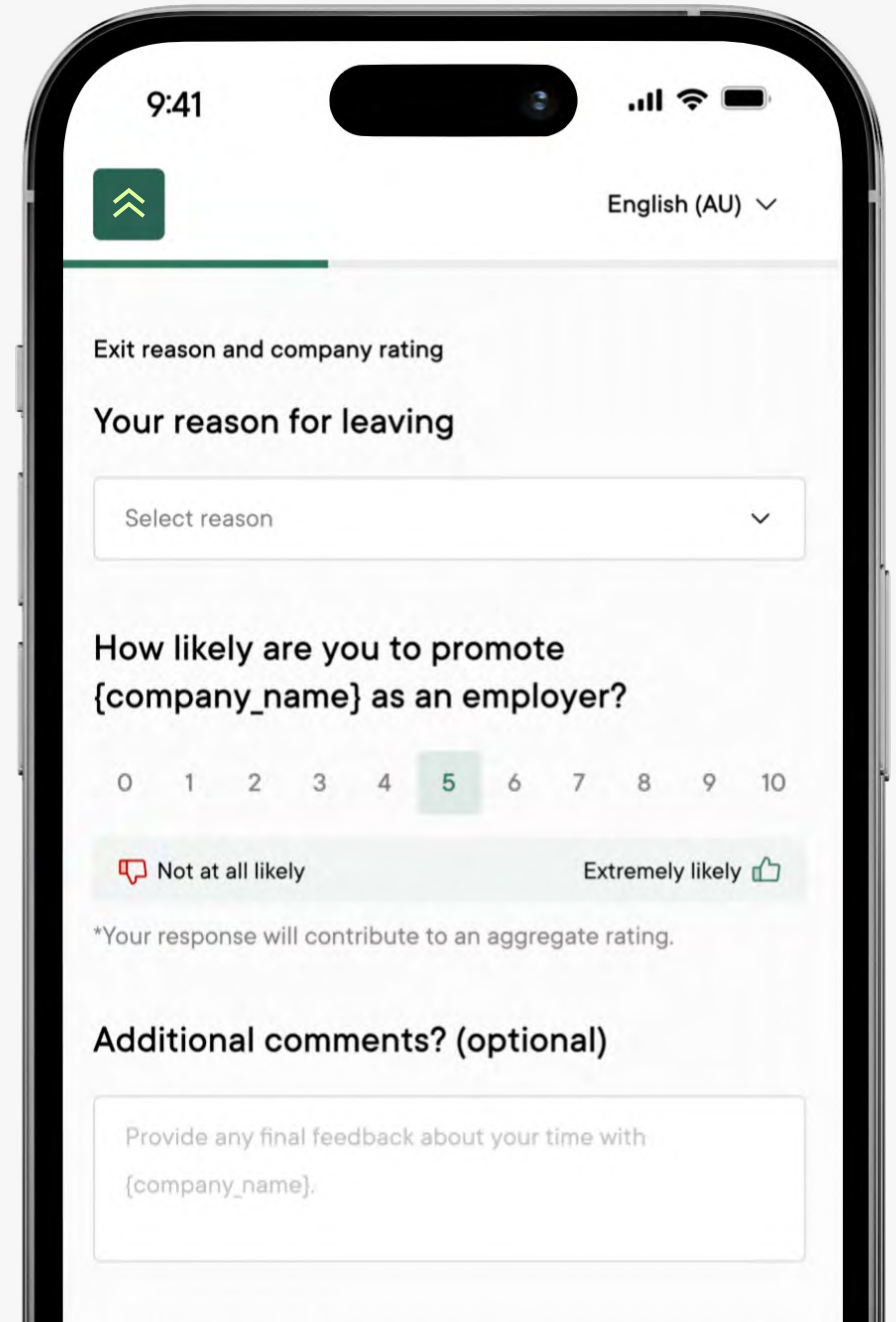 9:41
English (AU)
Exit reason and company rating
Your reason for leaving
Select reason
How likely are you to promote
{company_name} as an employer?
0 1 2 3 4 5 6 7 8 9 10
Not at all likely Extremely likely
*Your response will contribute to an aggregate rating.
Additional comments? (optional)
Provide any final feedback about your time with
{company_name}.